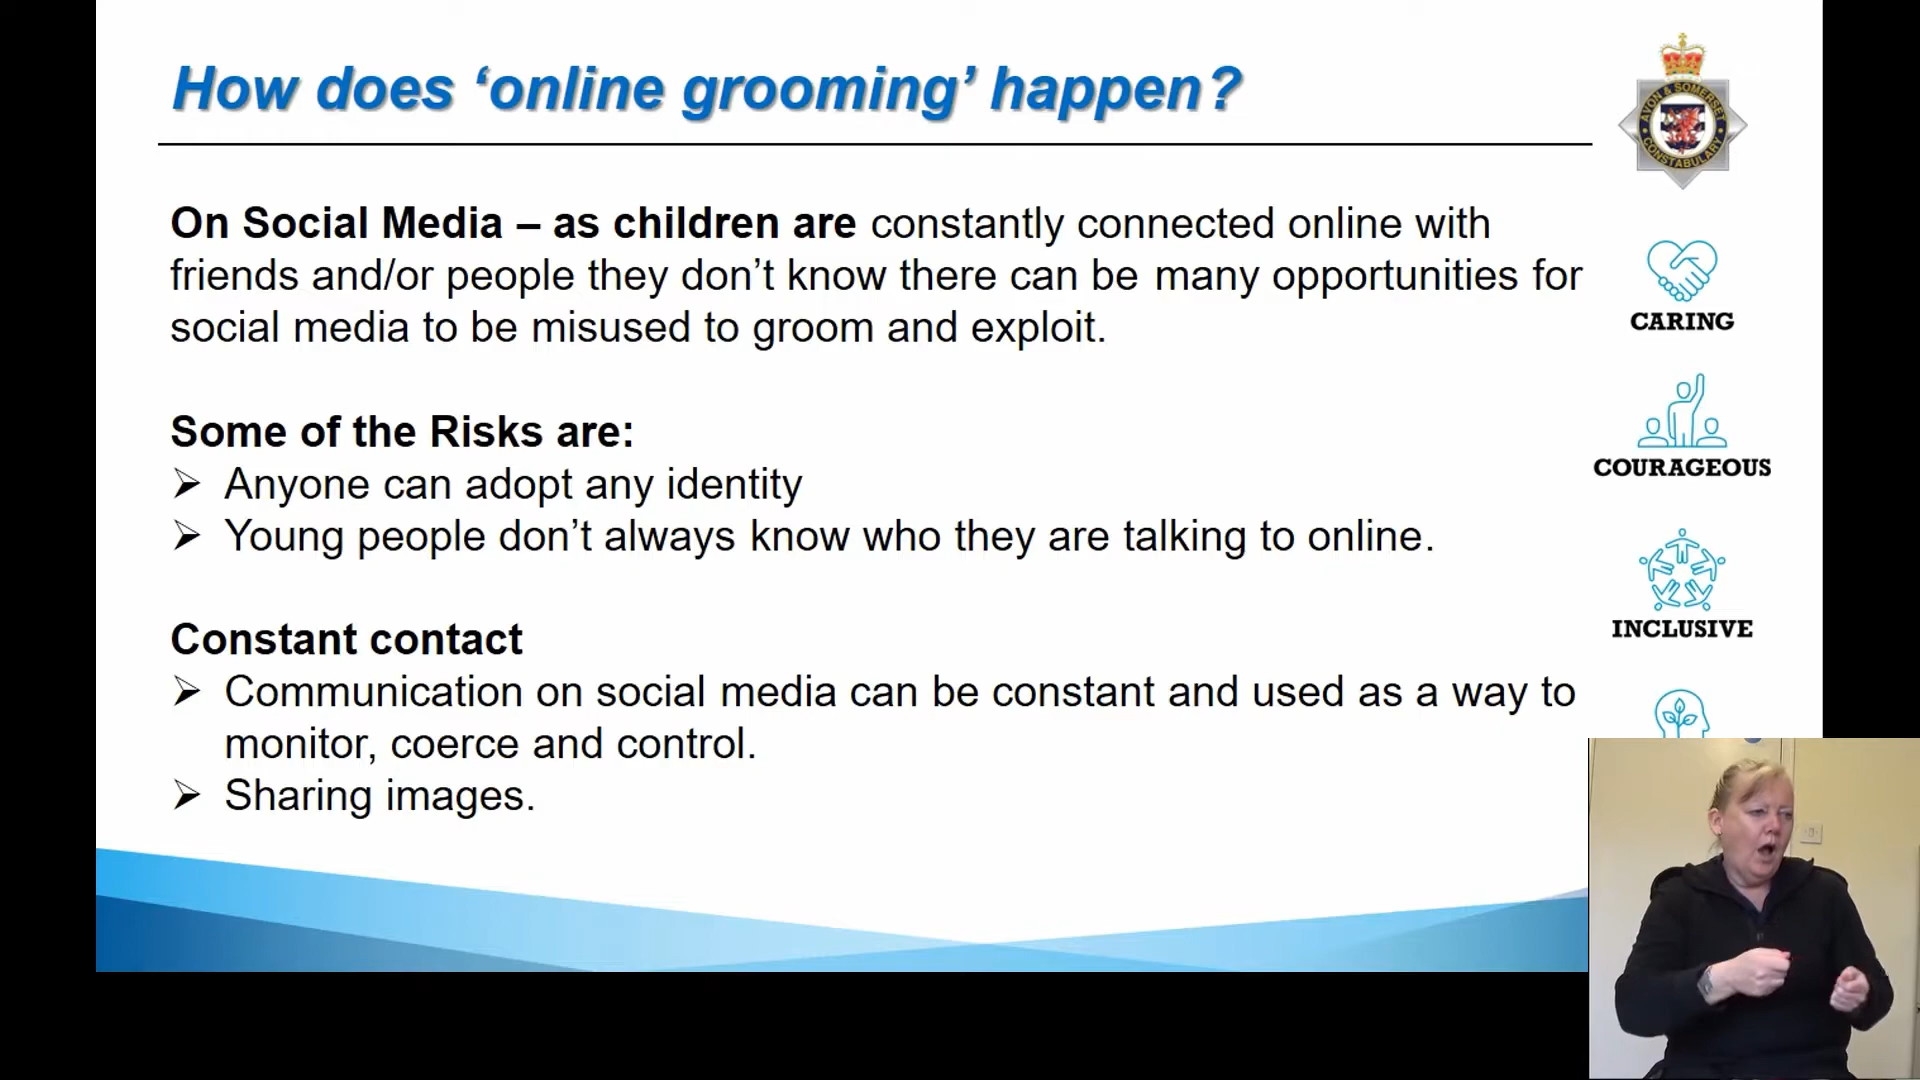 How does ‘online grooming’ happen?
AVON & SOMERSET
CONSTABULARY
On Social Media – as children are constantly connected online with
friends and/or people they don’t know there can be many opportunities for
social media to be misused to groom and exploit.
CARING
COURAGEOUS
Some of the Risks are:
➢ Anyone can adopt any identity
➢ Young people don’t always know who they are talking to online.
INCLUSIVE
Constant contact
➢ Communication on social media can be constant and used as a way to
monitor, coerce and control.
➢ Sharing images.